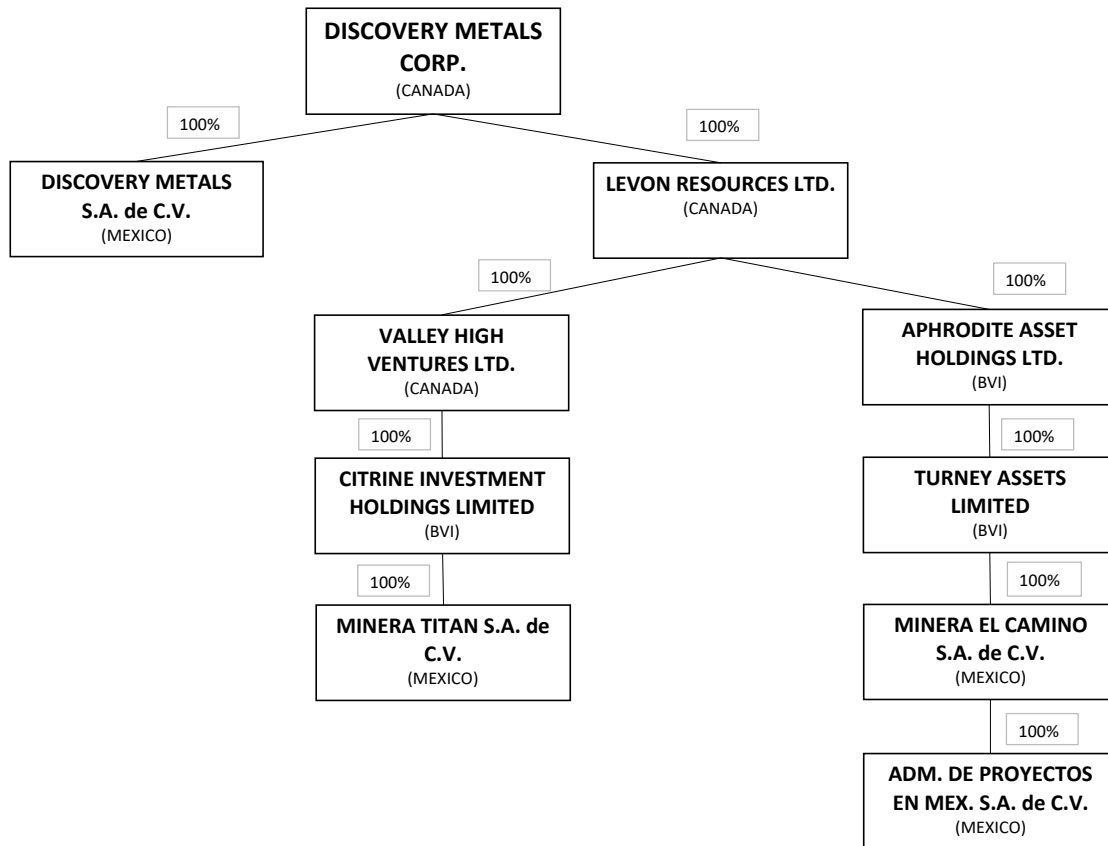 DISCOVERY METALS
CORP.
(CANADA)
100%
100%
DISCOVERY METALS
S.A. de C.V.
(MEXICO)
LEVON RESOURCES LTD.
(CANADA)
100%
100%
VALLEY HIGH
VENTURES LTD.
(CANADA)
APHRODITE ASSET
HOLDINGS LTD.
(BVI)
100%
100%
CITRINE INVESTMENT
HOLDINGS LIMITED
(BVI)
TURNEY ASSETS
LIMITED
(BVI)
100%
100%
MINERA TITAN S.A. de
C.V.
(MEXICO)
MINERA EL CAMINO
S.A. de C.V.
(MEXICO)
100%
ADM. DE PROYECTOS
EN MEX. S.A. de C.V.
(MEXICO)